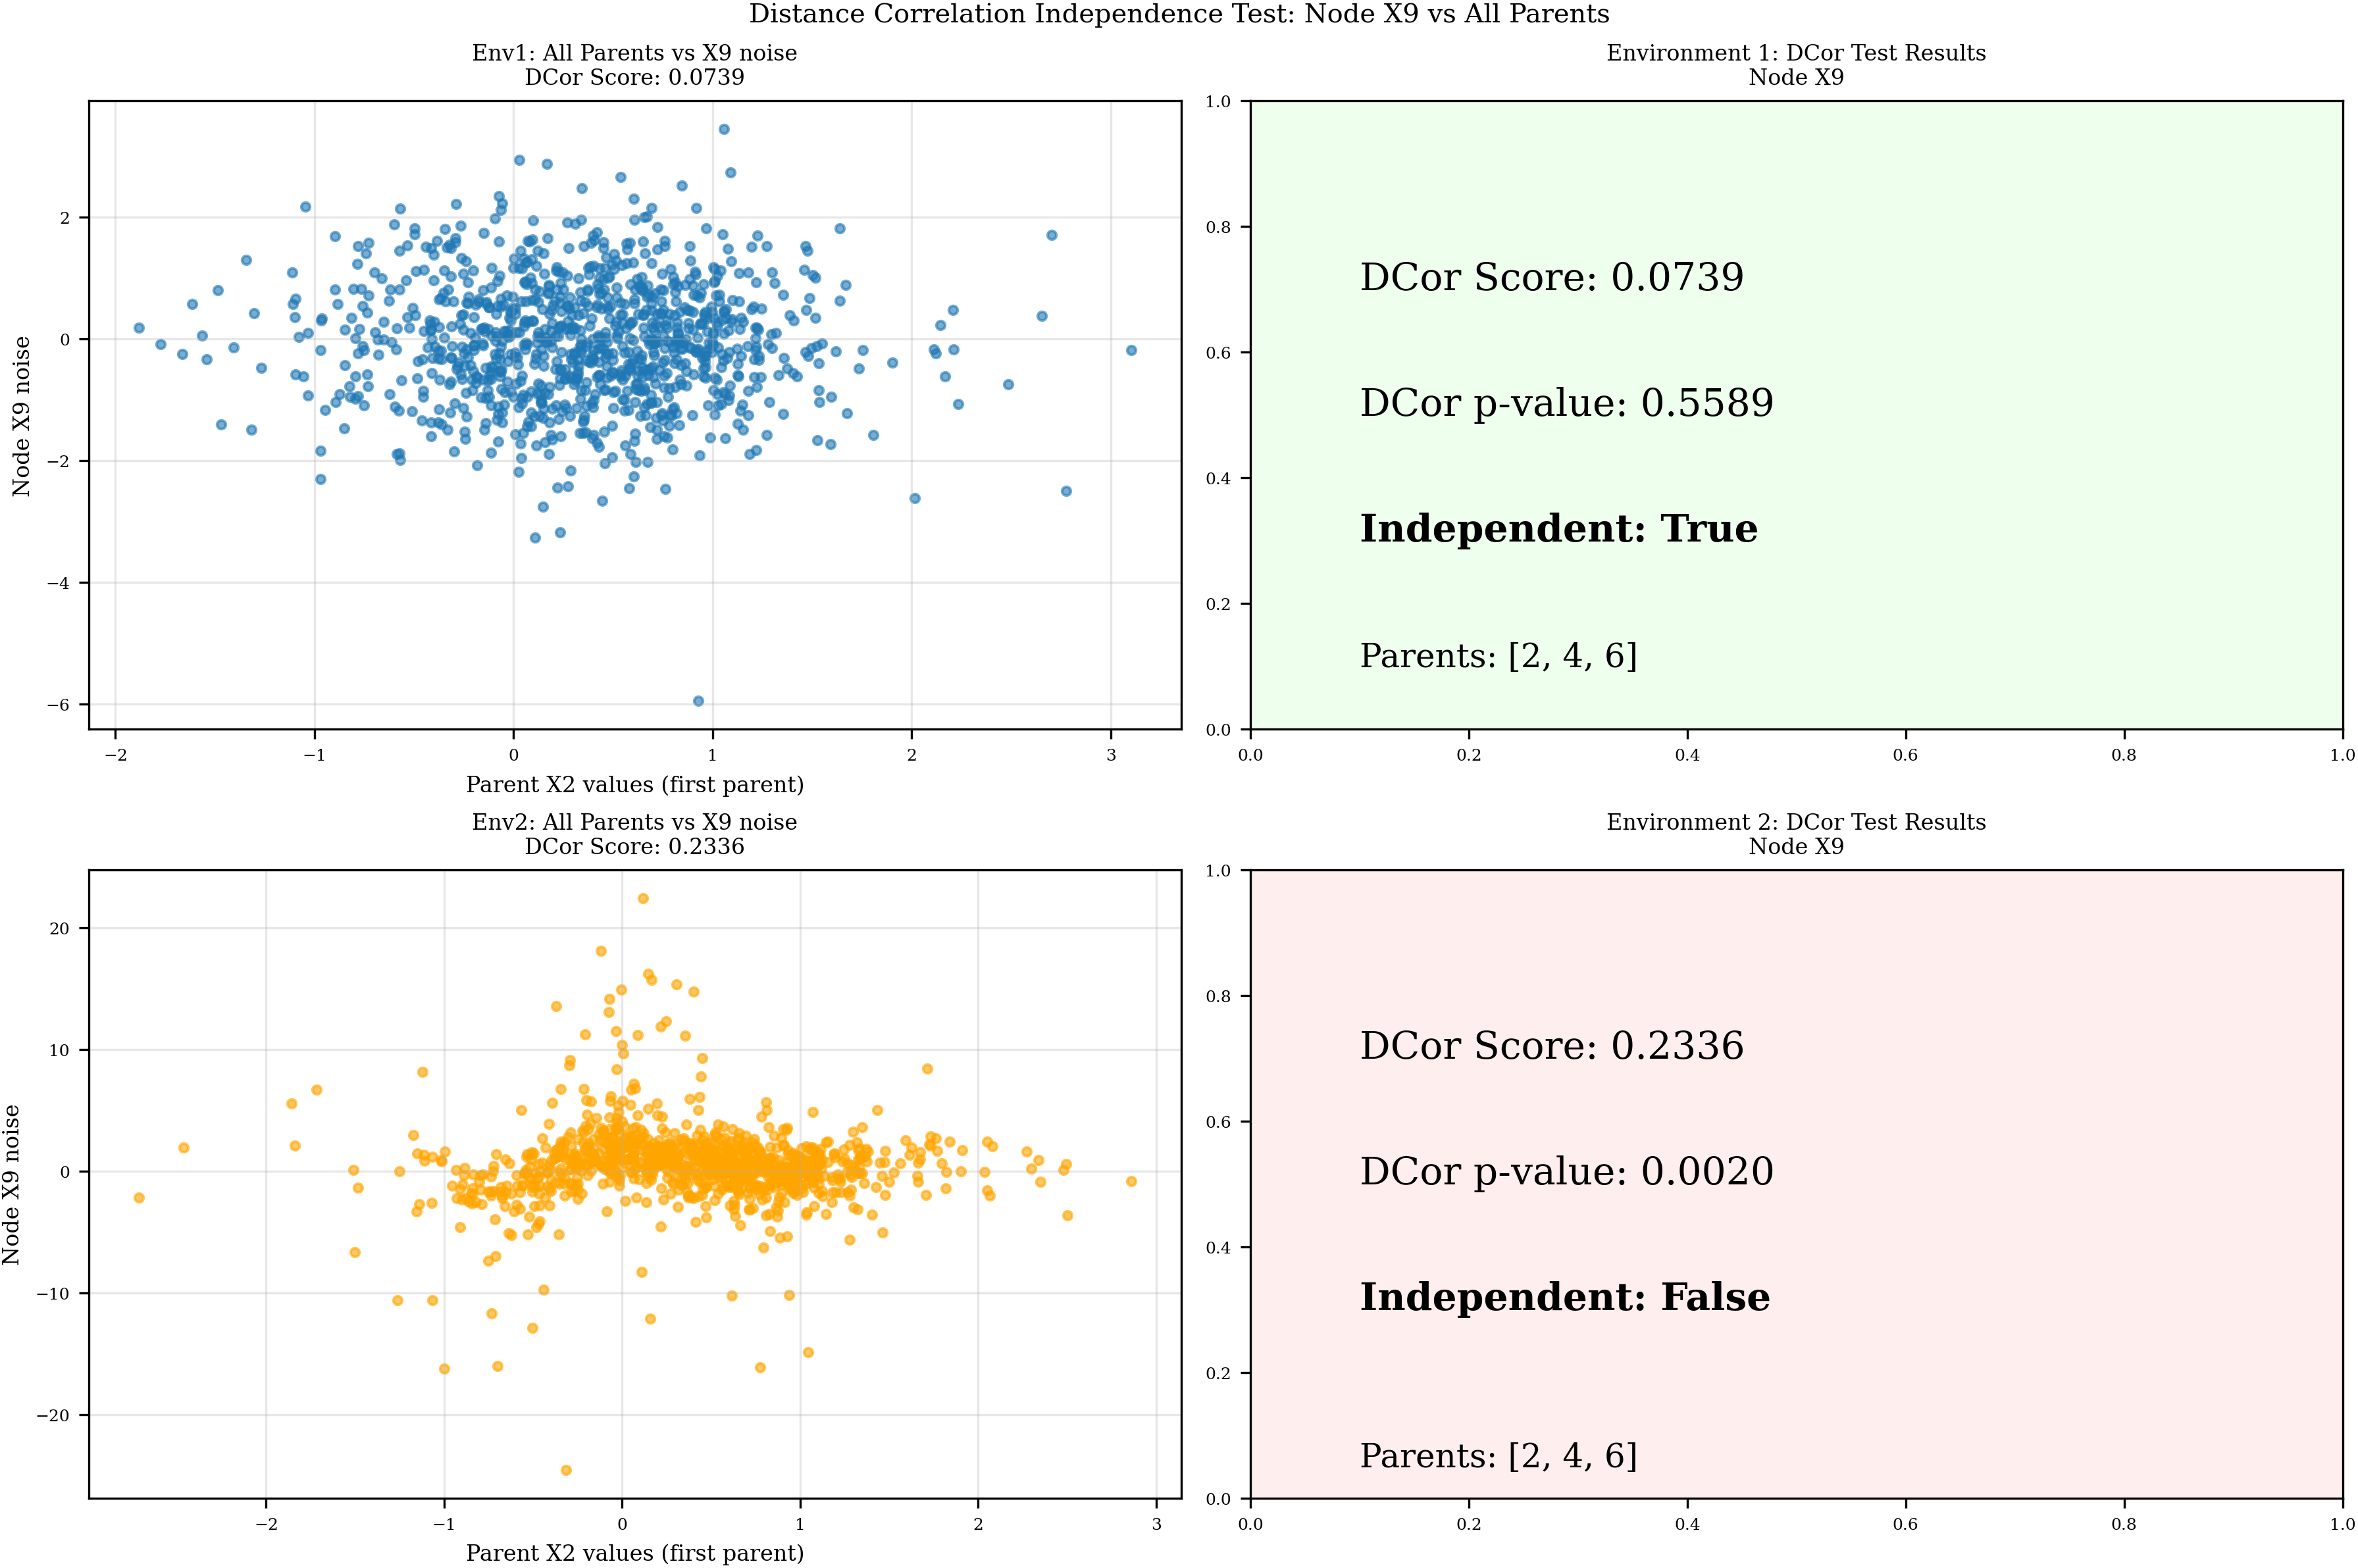 Distance Correlation Independence Test: Node X9 vs All Parents
Env1: All Parents vs X9 noise
DCor Score: 0.0739
Node X9 noise
2
0
−2
−4
−6
−2
−1
0
1
2
3
Parent X2 values (first parent)
Environment 1: DCor Test Results
Node X9
1.0
0.8
0.6
0.4
0.2
0.0
DCor Score: 0.0739
DCor p-value: 0.5589
Independent: True
Parents: [2, 4, 6]
0.0
0.2
0.4
0.6
0.8
1.0
Env2: All Parents vs X9 noise
DCor Score: 0.2336
Node X9 noise
20
10
0
−10
−20
−2
−1
0
1
2
3
Parent X2 values (first parent)
Environment 2: DCor Test Results
Node X9
1.0
0.8
0.6
0.4
0.2
0.0
DCor Score: 0.2336
DCor p-value: 0.0020
Independent: False
Parents: [2, 4, 6]
0.0
0.2
0.4
0.6
0.8
1.0